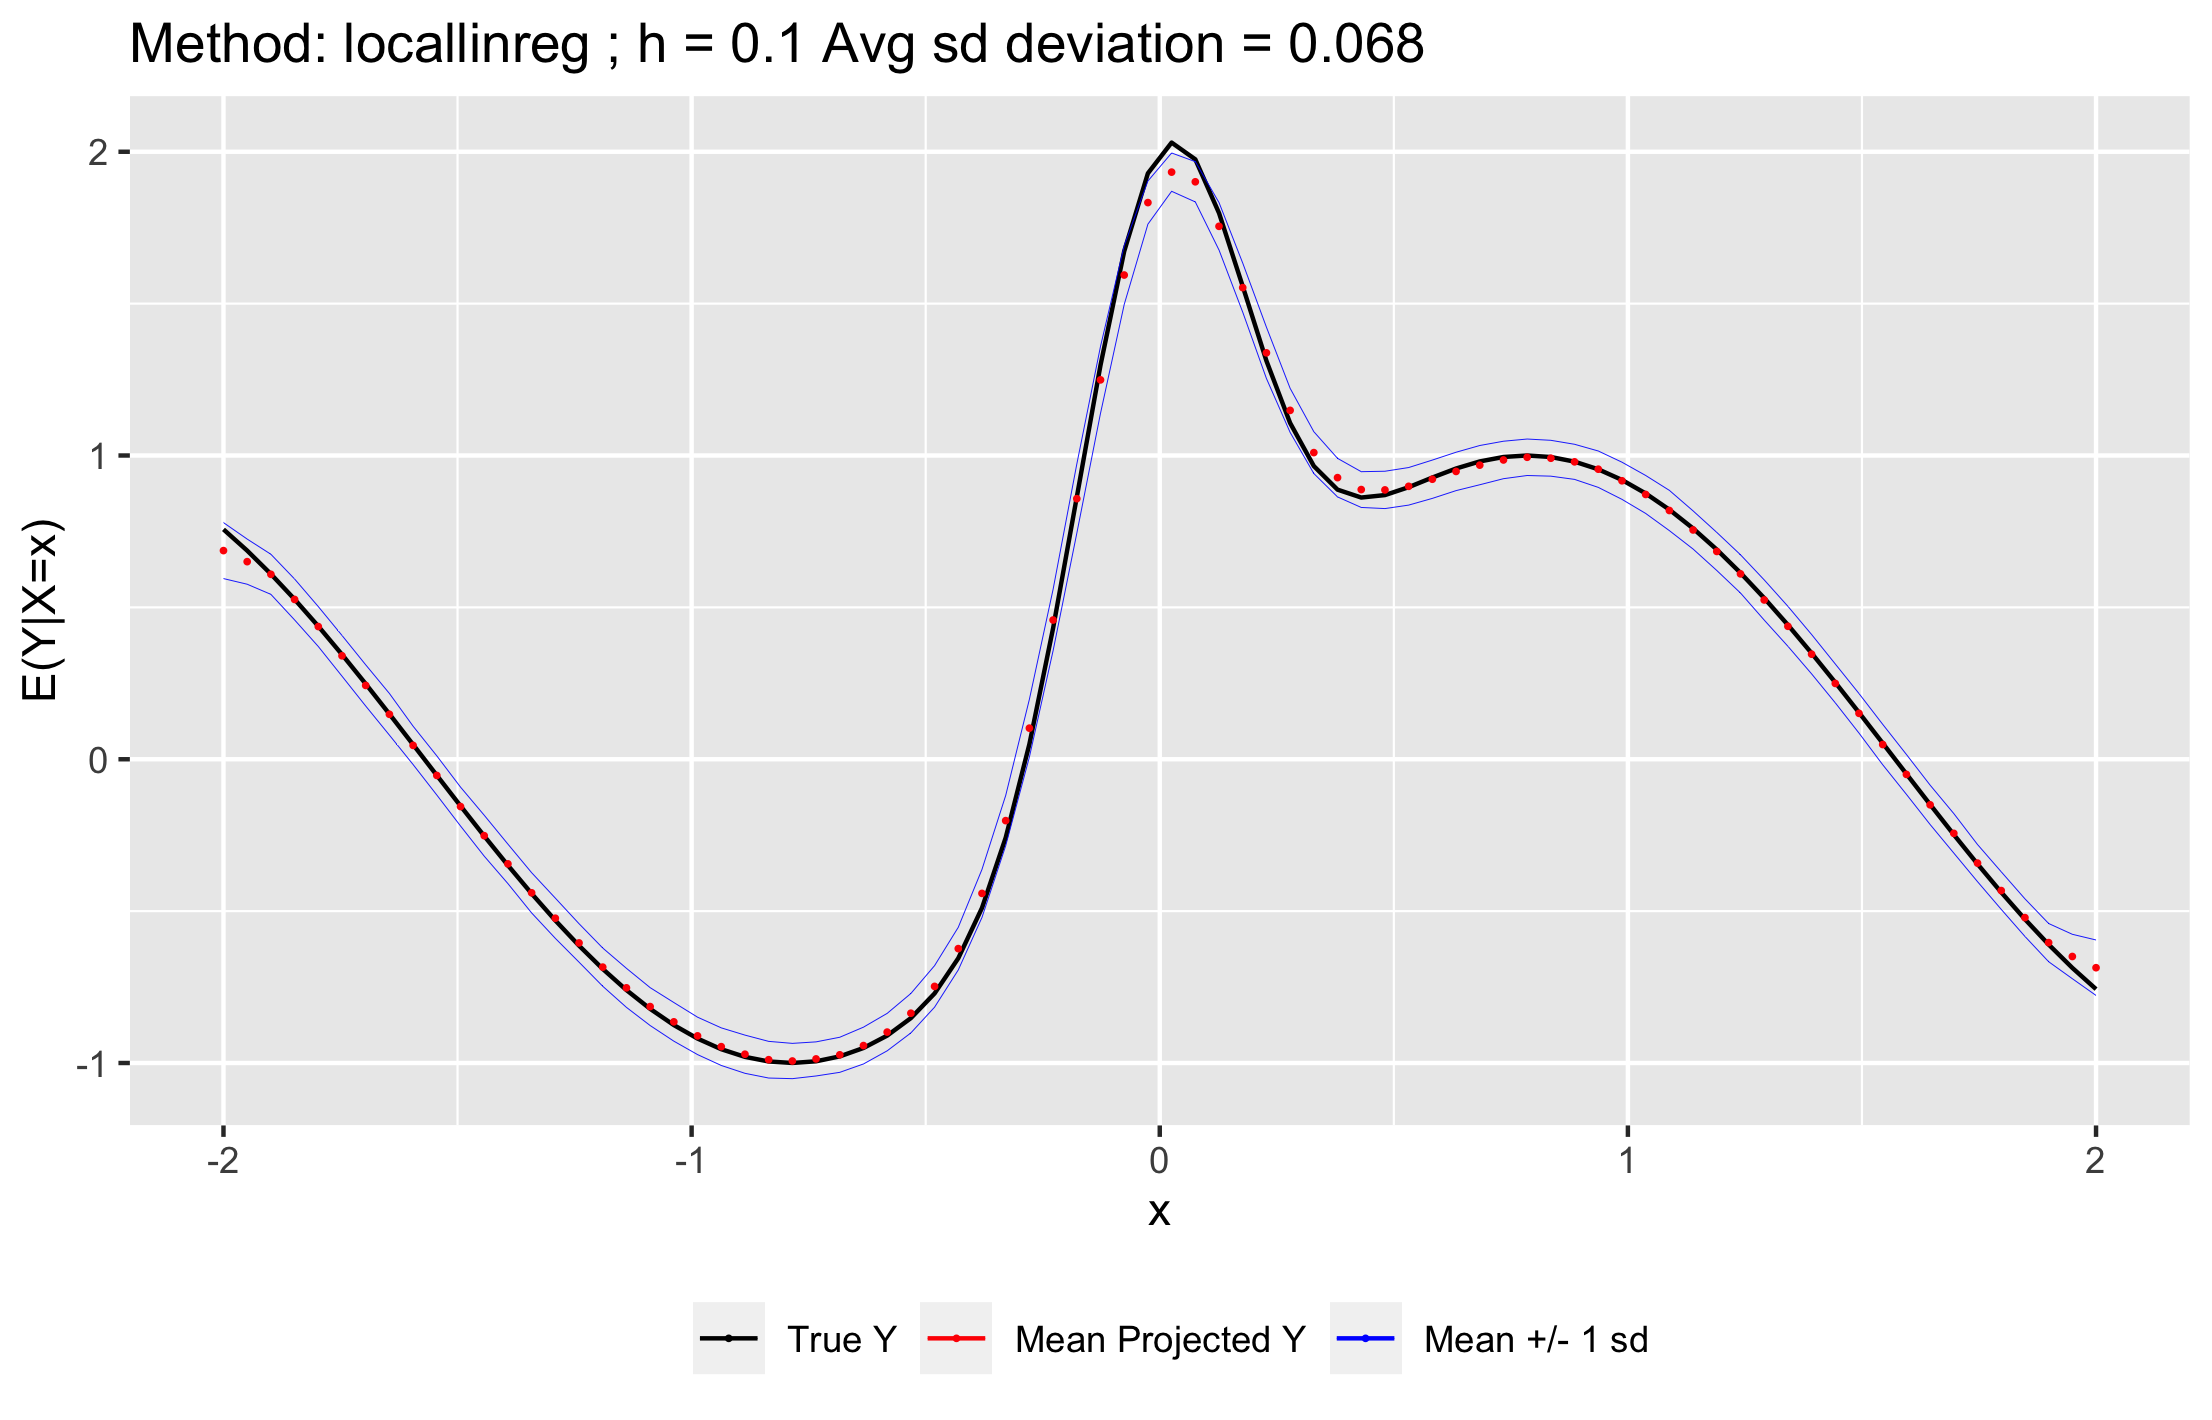 Method: locallinreg ; h = 0.1 Avg sd deviation = 0.068
E(Y|X=x)
2
1
0
-1
-2 -1 0 1 2
x
True Y Mean Projected Y Mean +/- 1 sd